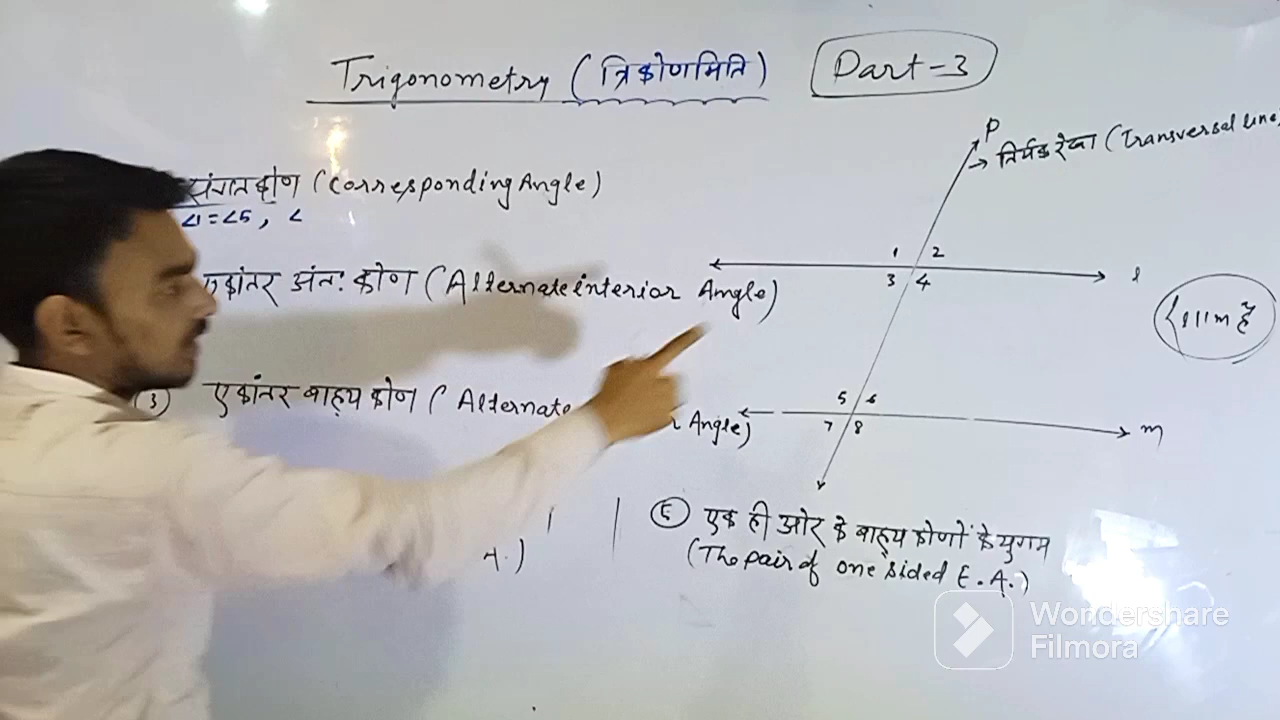 Trigonometry (त्रिकोणमिति) Part-3
P
→ तिर्यक रेखा (Transversal line
संगत कोण (Corresponding Angle)
∠1=∠5, ∠
1 2
3 4
l
{l||m है
एकांतर अंतः कोण (Alternate interior Angle)
(3) एकांतर बाह्य कोण (Alternate Angle)
5 6
7 8
m
A.)
(5) एक ही ओर के बाह्य कोणों के युगम
(The pair of one sided E.A.)
Wondershare
Filmora